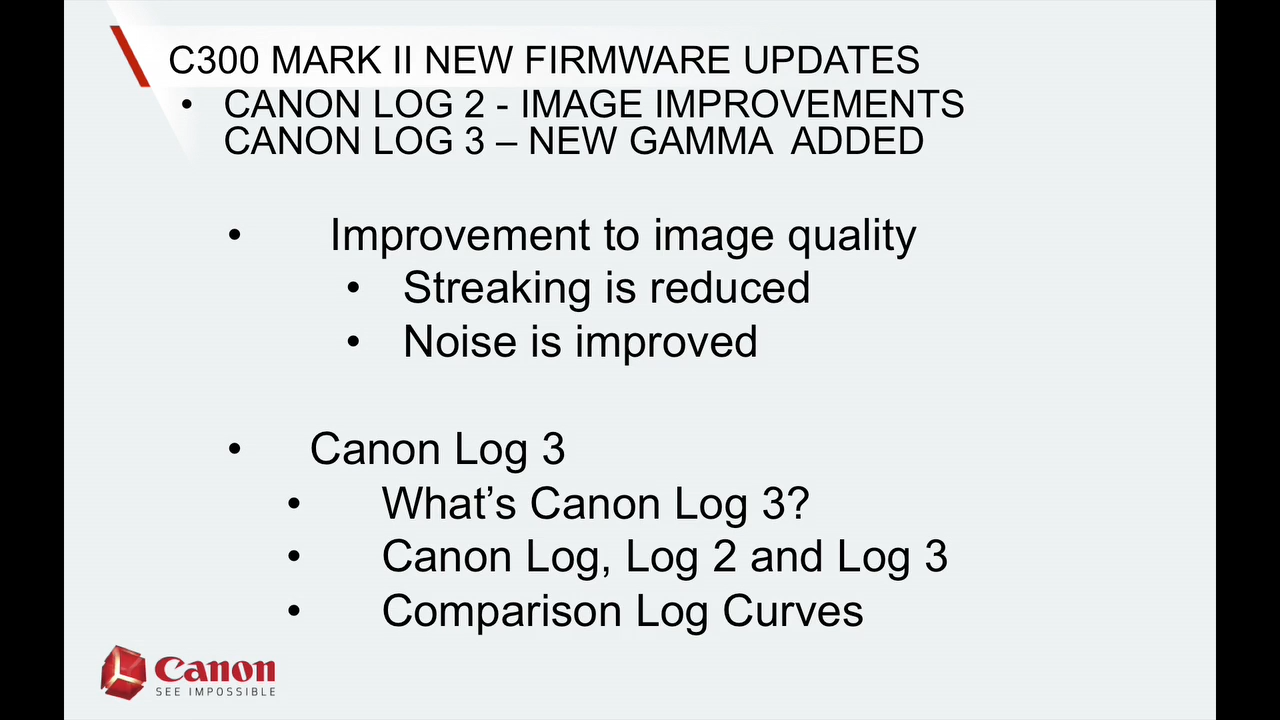 C300 MARK II NEW FIRMWARE UPDATES
• CANON LOG 2 - IMAGE IMPROVEMENTS
CANON LOG 3 – NEW GAMMA ADDED
• Improvement to image quality
• Streaking is reduced
• Noise is improved
• Canon Log 3
• What’s Canon Log 3?
• Canon Log, Log 2 and Log 3
• Comparison Log Curves
Canon
SEE IMPOSSIBLE